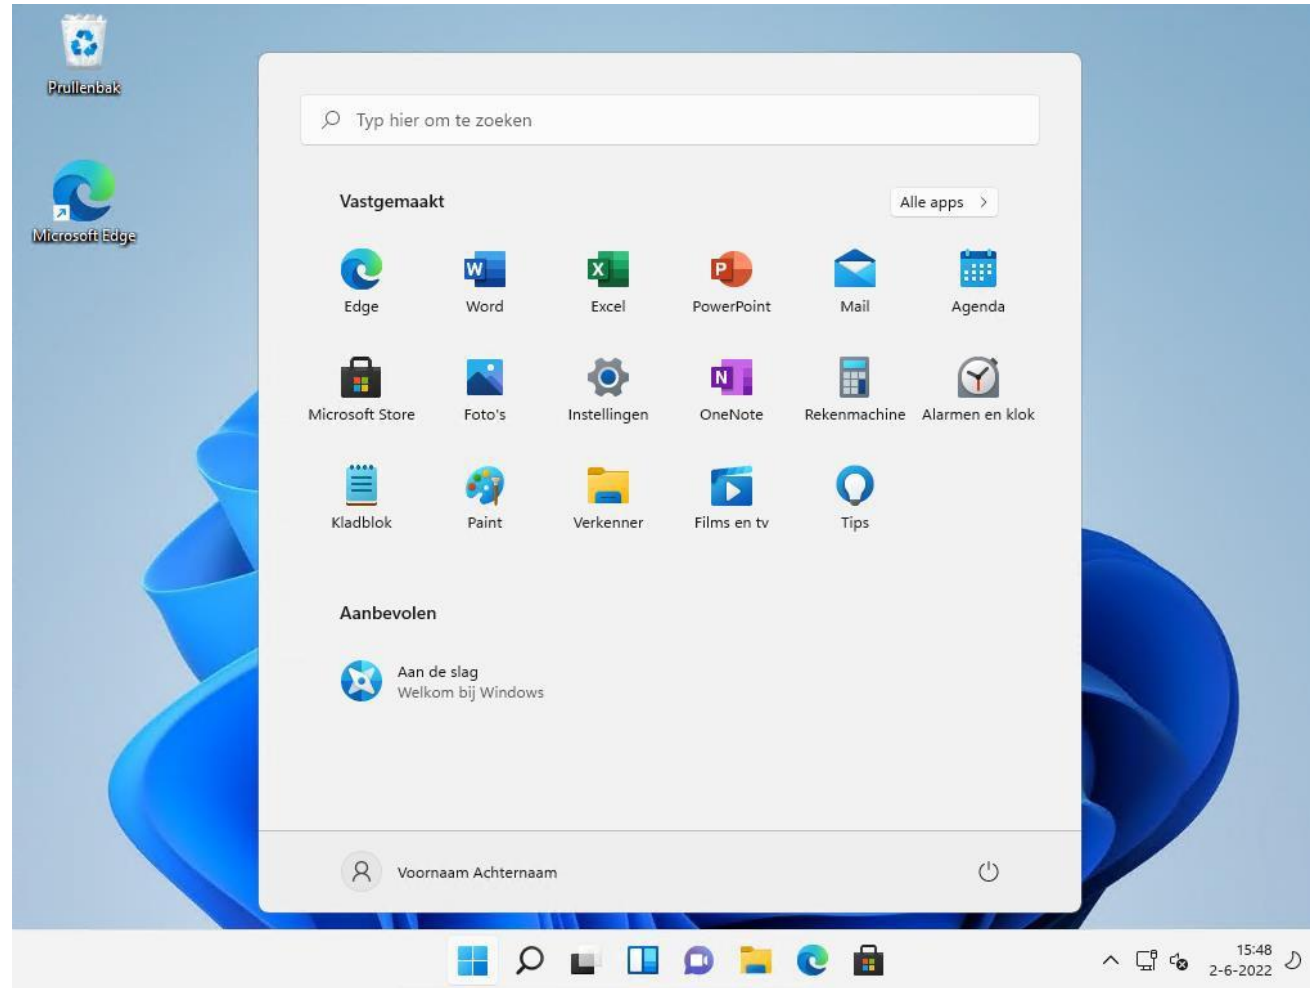 Prullenbak
Microsoft Edge
Typ hier om te zoeken
Vastgemaakt
Alle apps
Edge
Word
Excel
PowerPoint
Mail
Agenda
Microsoft Store
Foto's
Instellingen
OneNote
Rekenmachine
Alarmen en klok
Kladblok
Paint
Verkenner
Films en tv
Tips
Aanbevolen
Aan de slag
Welkom bij Windows
Voornaam Achternaam
15:48
2-6-2022